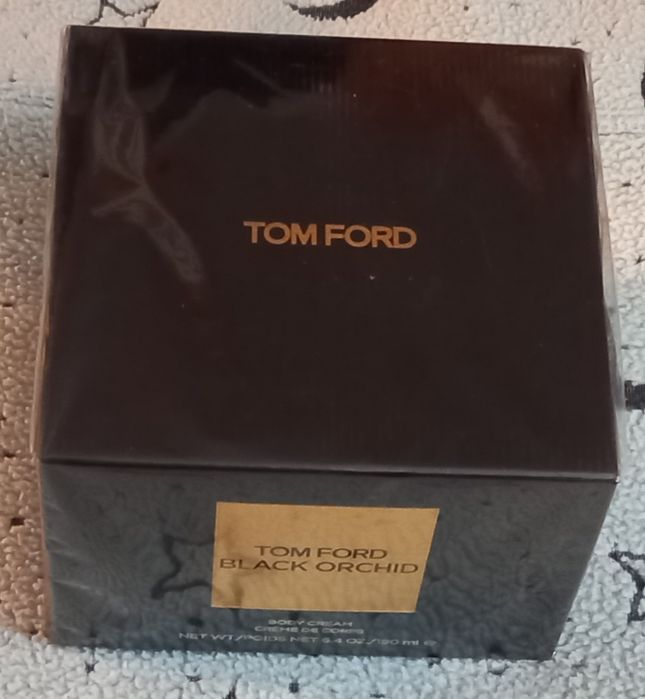 TOM FORD
TOM FORD
BLACK ORCHID
BODY CREAM
CRÈME DE CORPS
NET WT./POIDS NET 6.4 OZ./190 ml ℮